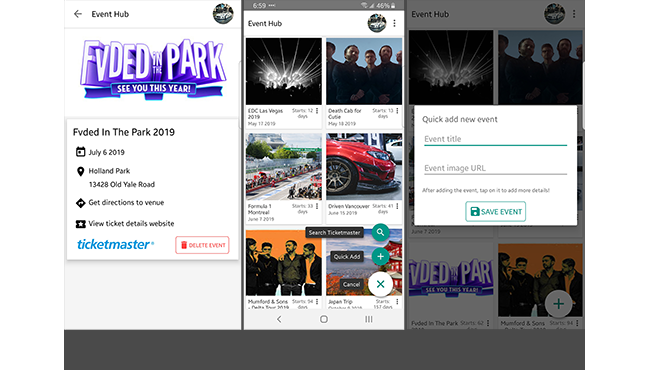 Event Hub
FVDED IN THE PARK
SEE YOU THIS YEAR!
Fvded In The Park 2019
July 6 2019
Holland Park
13428 Old Yale Road
Get directions to venue
View ticket details website
ticketmaster®
DELETE EVENT
6:59
46%
Event Hub
EDC Las Vegas 2019
Starts: 12 days
May 17 2019
Death Cab for Cutie
Starts: 13 days
May 18 2019
Formula 1 Montreal
June 7 2019
Driven Vancouver
Starts: 41 days
June 15 2019
Search Ticketmaster
Quick Add
Cancel
Mumford & Sons - Delta Tour 2019
Starts: 94 days
Japan Trip
October 2019
Starts: 157 days
Event Hub
Quick add new event
Event title
Event image URL
After adding the event, tap on it to add more details!
SAVE EVENT
June 7 2019
June 15 2019
FVDED IN THE PARK
SEE YOU THIS YEAR!
Fvded In The Park 2019
Starts: 62 days
Mumford & Sons
Starts: 94